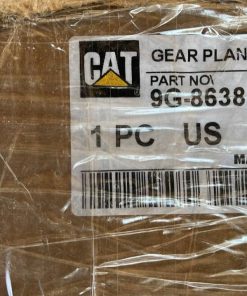 CAT
GEAR PLAN
PART NO
9G-8638
1 PC US
M